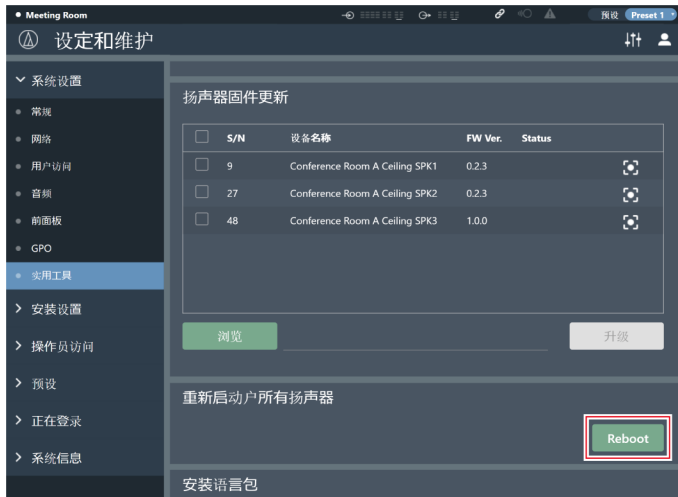 Meeting Room
预设 Preset 1
设定和维护
系统设置
常规
网络
用户访问
音频
前面板
GPO
实用工具
安装设置
操作员访问
预设
正在登录
系统信息
扬声器固件更新
S/N 设备名称 FW Ver. Status
9 Conference Room A Ceiling SPK1 0.2.3
27 Conference Room A Ceiling SPK2 0.2.3
48 Conference Room A Ceiling SPK3 1.0.0
浏览 升级
重新启动户所有扬声器
Reboot
安装语言包